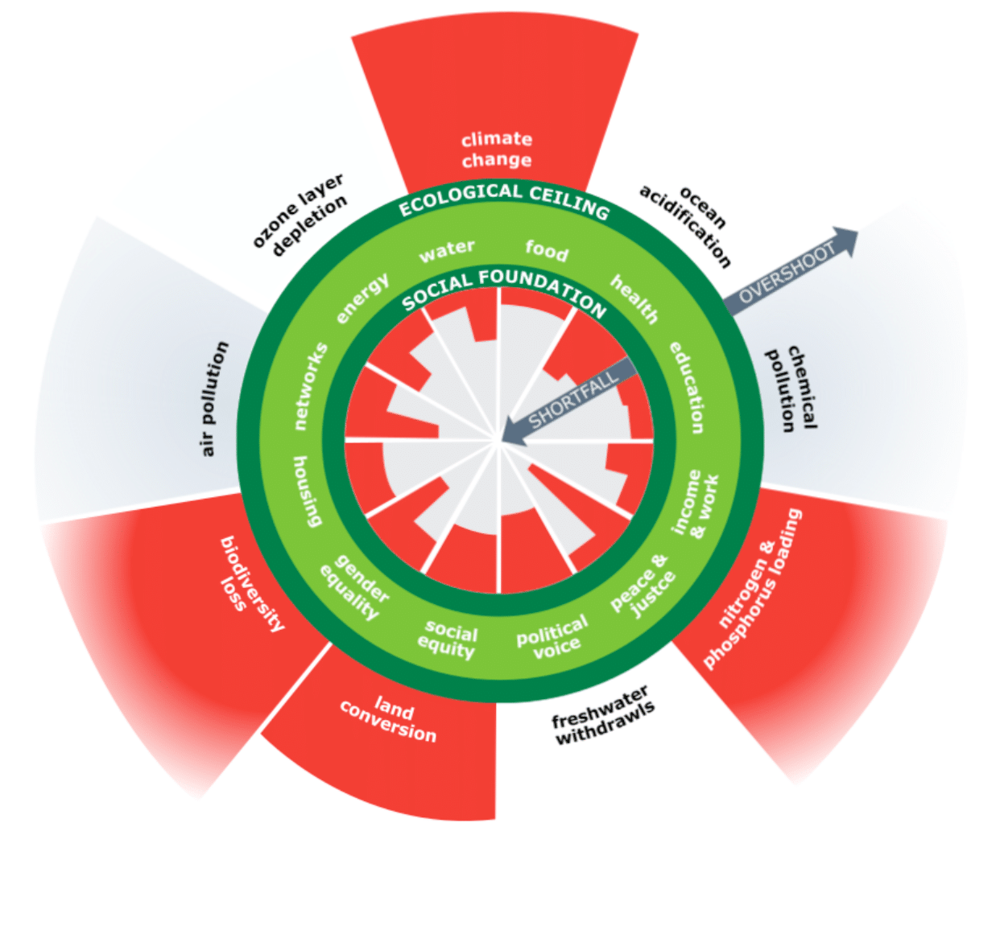 climate
change
ocean
acidification
chemical
pollution
nitrogen &
phosphorus loading
freshwater
withdrawls
land
conversion
biodiversity
loss
air pollution
ozone layer
depletion
OVERSHOOT
ECOLOGICAL CEILING
water
food
health
education
income
& work
peace &
justce
political
voice
social
equity
gender
equality
housing
networks
energy
SOCIAL FOUNDATION
SHORTFALL